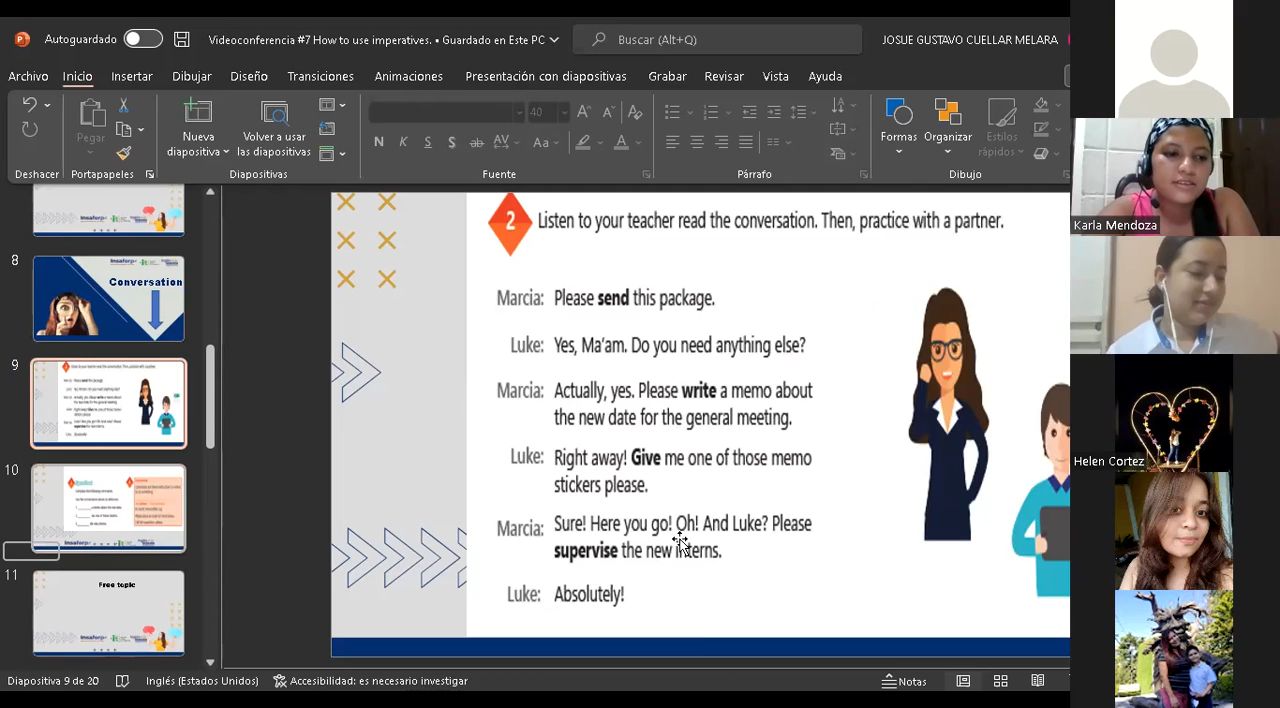 Autoguardado
Videoconferencia #7 How to use imperatives. • Guardado en Este PC
Buscar (Alt+Q)
JOSUE GUSTAVO CUELLAR MELARA
Archivo Inicio Insertar Dibujar Diseño Transiciones Animaciones Presentación con diapositivas Grabar Revisar Vista Ayuda
Pegar
Nueva diapositiva
Volver a usar las diapositivas
40
N K S S ab AV Aa A
Formas
Organizar
Estilos rápidos
Deshacer Portapapeles Diapositivas Fuente Párrafo Dibujo
8
Insaforp
Conversation
9
10
11
Free topic
Insaforp
2 Listen to your teacher read the conversation. Then, practice with a partner.
Marcia: Please send this package.
Luke: Yes, Ma'am. Do you need anything else?
Marcia: Actually, yes. Please write a memo about
the new date for the general meeting.
Luke: Right away! Give me one of those memo
stickers please.
Marcia: Sure! Here you go! Oh! And Luke? Please
supervise the new interns.
Luke: Absolutely!
Karla Mendoza
Helen Cortez
Diapositiva 9 de 20
Inglés (Estados Unidos)
Accesibilidad: es necesario investigar
Notas